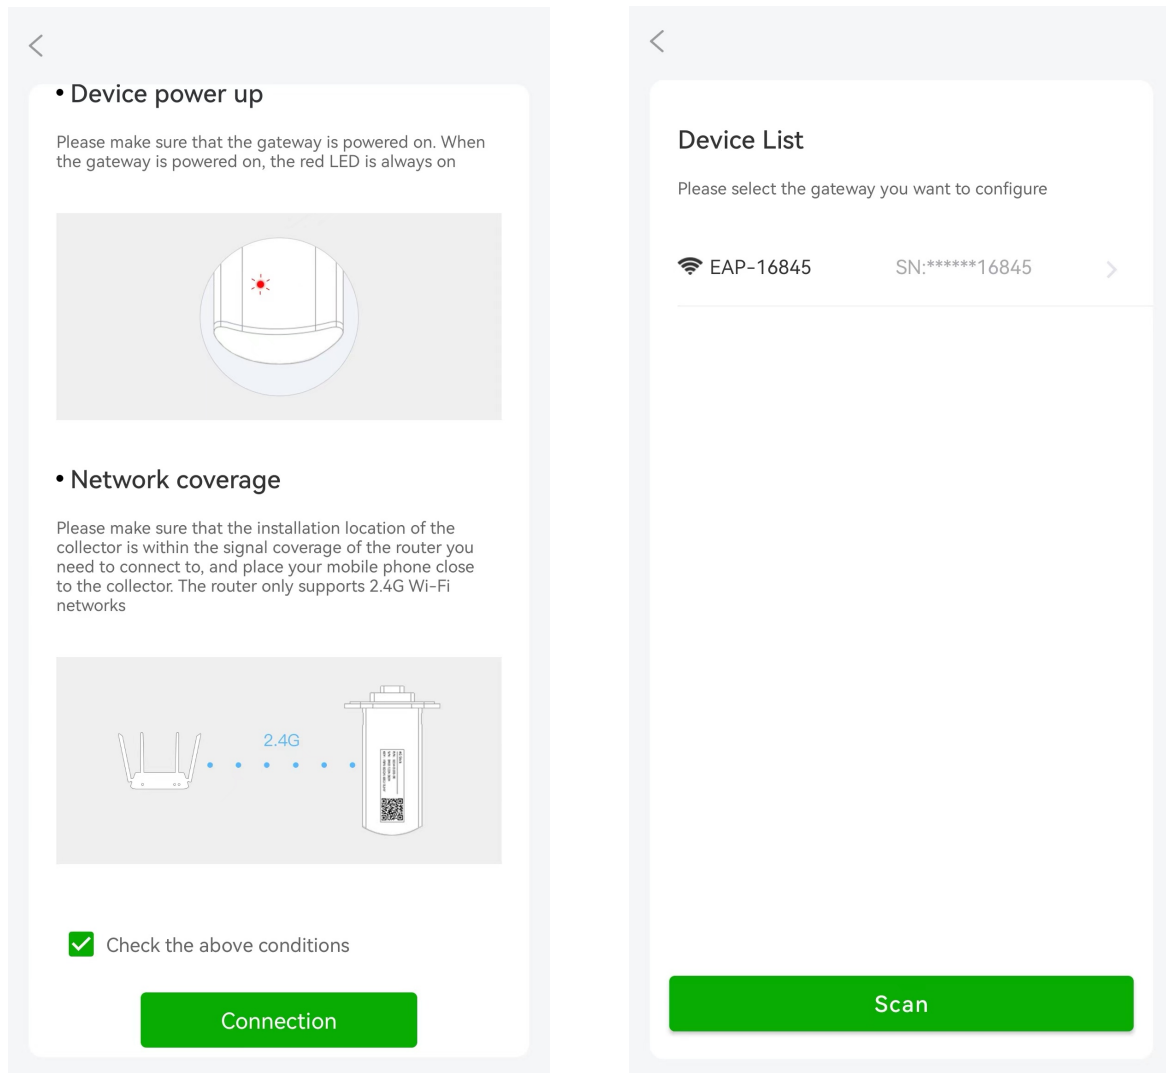 • Device power up
Please make sure that the gateway is powered on. When
the gateway is powered on, the red LED is always on
• Network coverage
Please make sure that the installation location of the
collector is within the signal coverage of the router you
need to connect to, and place your mobile phone close
to the collector. The router only supports 2.4G Wi-Fi
networks
2.4G
Check the above conditions
Connection
Device List
Please select the gateway you want to configure
EAP-16845 SN:******16845
Scan